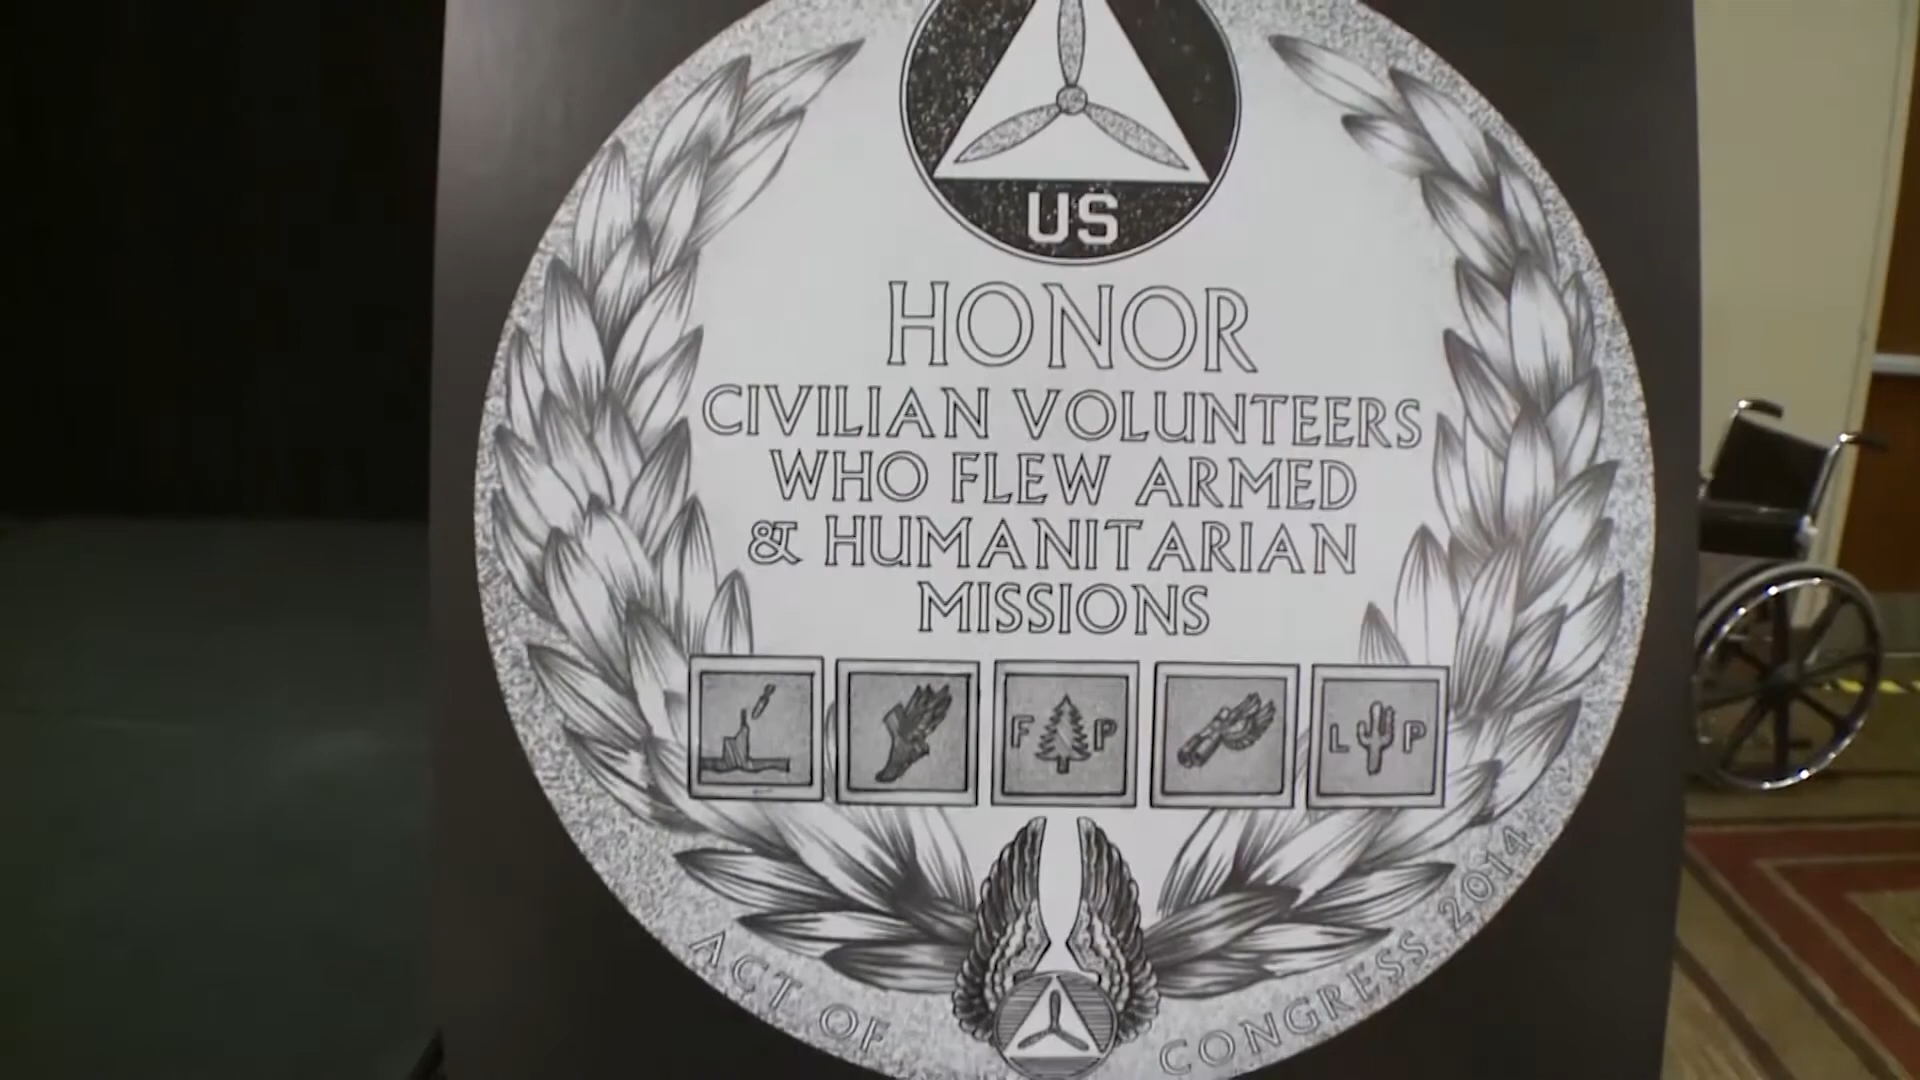 US
HONOR
CIVILIAN VOLUNTEERS
WHO FLEW ARMED
& HUMANITARIAN
MISSIONS
F P
L P
ACT OF CONGRESS 2014